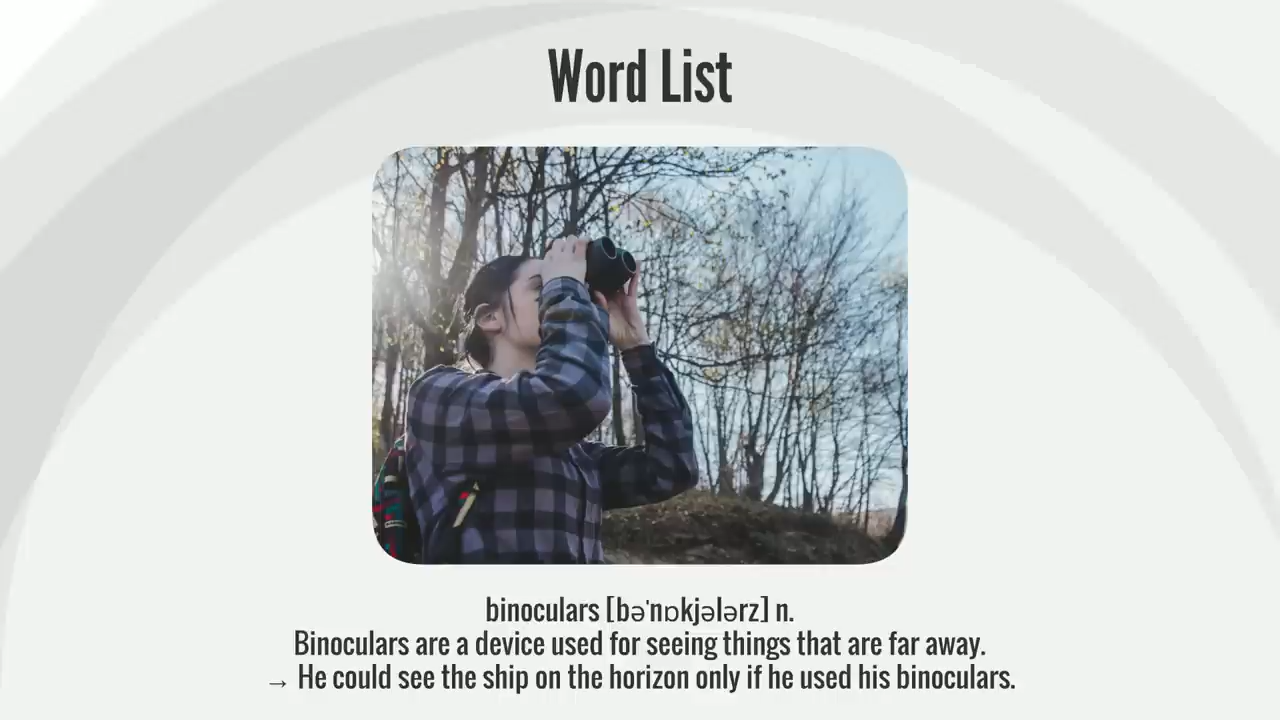 Word List
binoculars [bəˈnɒkjələrz] n.
Binoculars are a device used for seeing things that are far away.
→ He could see the ship on the horizon only if he used his binoculars.